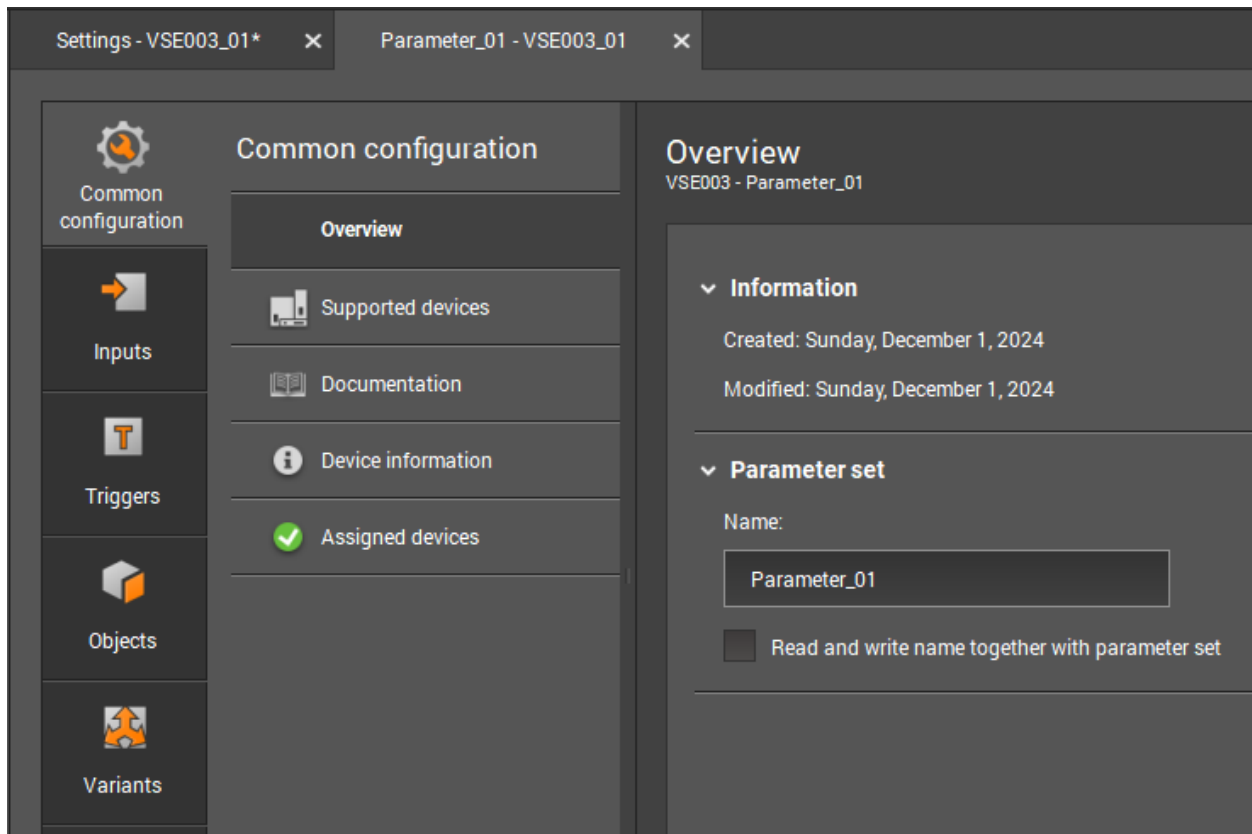 Settings - VSE003_01*
Parameter_01 - VSE003_01
Common
configuration
Inputs
Triggers
Objects
Variants
Common configuration
Overview
Supported devices
Documentation
Device information
Assigned devices
Overview
VSE003 - Parameter_01
Information
Created: Sunday, December 1, 2024
Modified: Sunday, December 1, 2024
Parameter set
Name:
Parameter_01
Read and write name together with parameter set